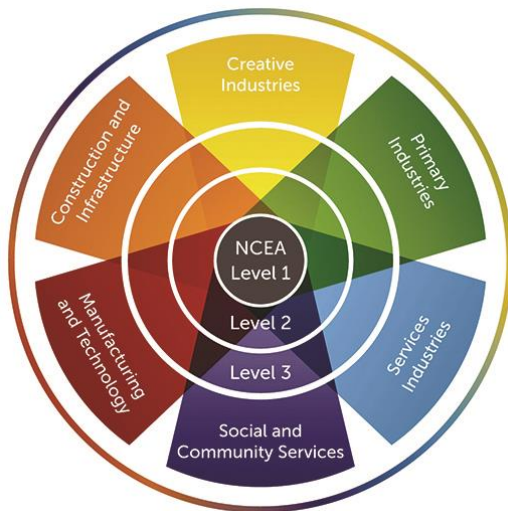 Creative
Industries
Primary
Industries
Services
Industries
Social and
Community Services
Manufacturing
and Technology
Construction and
Infrastructure
NCEA
Level 1
Level 2
Level 3